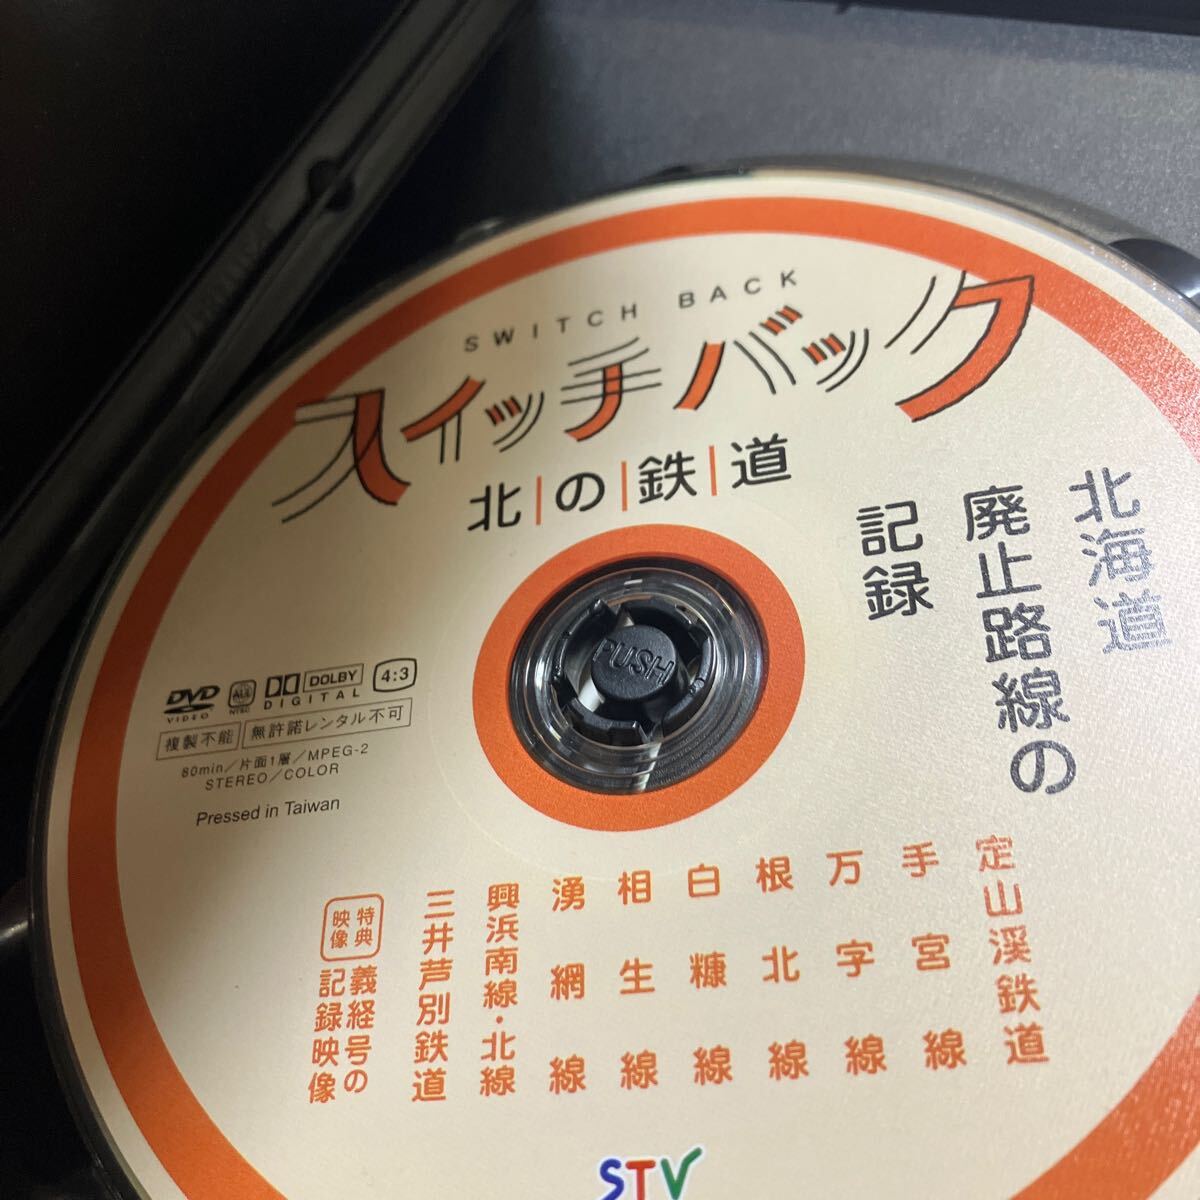 SWITCH BACK
スイッチバック
北の鉄道
北海道
廃止路線の
記録
PUSH
DVD
VIDEO
ALL
NTSC
DOLBY
DIGITAL
4:3
複製不能
無許諾レンタル不可
80min/片面1層/MPEG-2
STEREO/COLOR
Pressed in Taiwan
定山渓鉄道
手宮線
万字線
根北線
白糠線
相生線
湧網線
興浜南線・北線
三井芦別鉄道
特典
映像
義経号の
記録映像
STV